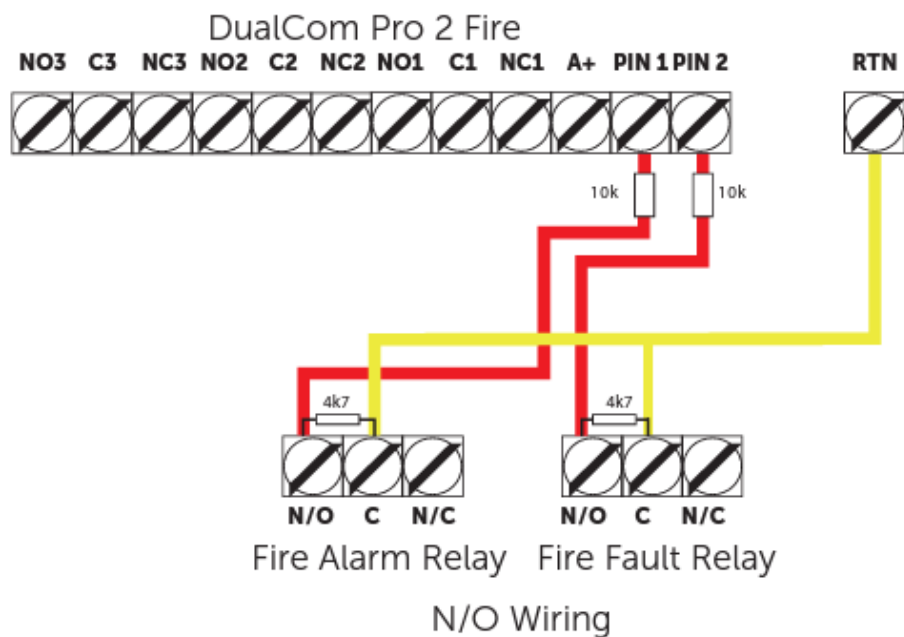 DualCom Pro 2 Fire
NO3 C3 NC3 NO2 C2 NC2 NO1 C1 NC1 A+ PIN 1 PIN 2 RTN
10k 10k
4k7 4k7
N/O C N/C N/O C N/C
Fire Alarm Relay Fire Fault Relay
N/O Wiring